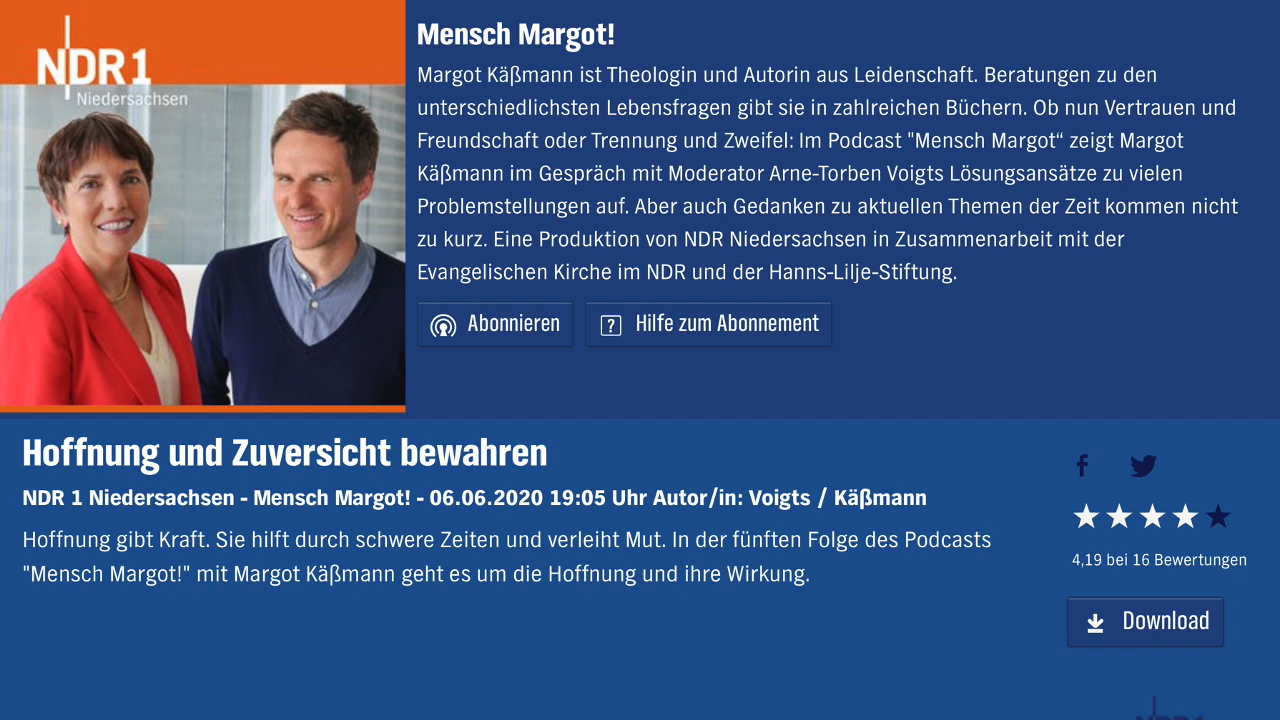 NDR 1
Niedersachsen
Mensch Margot!
Margot Käßmann ist Theologin und Autorin aus Leidenschaft. Beratungen zu den
unterschiedlichsten Lebensfragen gibt sie in zahlreichen Büchern. Ob nun Vertrauen und
Freundschaft oder Trennung und Zweifel: Im Podcast "Mensch Margot“ zeigt Margot
Käßmann im Gespräch mit Moderator Arne-Torben Voigts Lösungsansätze zu vielen
Problemstellungen auf. Aber auch Gedanken zu aktuellen Themen der Zeit kommen nicht
zu kurz. Eine Produktion von NDR Niedersachsen in Zusammenarbeit mit der
Evangelischen Kirche im NDR und der Hanns-Lilje-Stiftung.
Abonnieren
Hilfe zum Abonnement
Hoffnung und Zuversicht bewahren
NDR 1 Niedersachsen - Mensch Margot! - 06.06.2020 19:05 Uhr Autor/in: Voigts / Käßmann
Hoffnung gibt Kraft. Sie hilft durch schwere Zeiten und verleiht Mut. In der fünften Folge des Podcasts
"Mensch Margot!" mit Margot Käßmann geht es um die Hoffnung und ihre Wirkung.
4,19 bei 16 Bewertungen
Download